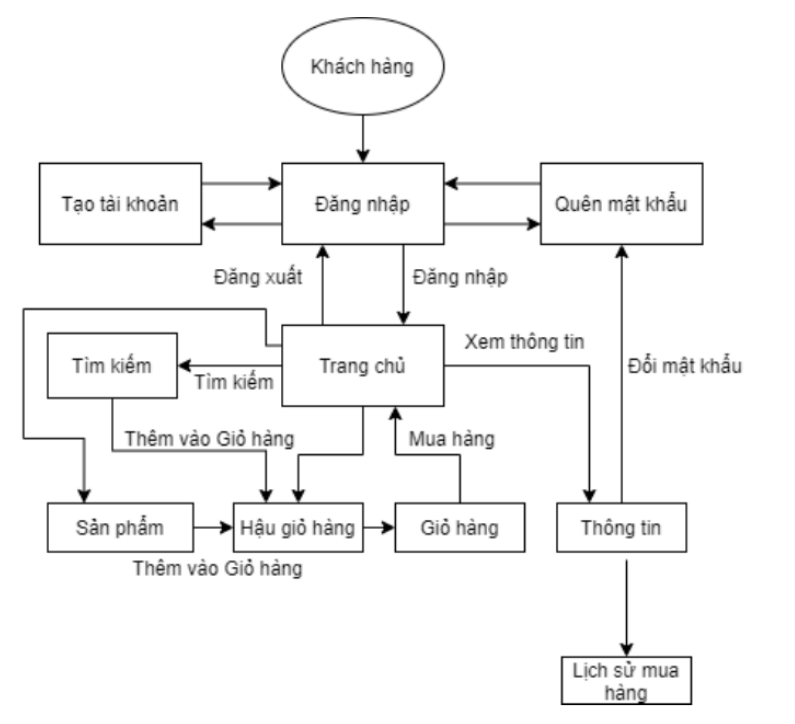 Khách hàng
Tạo tài khoản
Đăng nhập
Quên mật khẩu
Đăng xuất
Đăng nhập
Tìm kiếm
Tìm kiếm
Trang chủ
Xem thông tin
Đổi mật khẩu
Thêm vào Giỏ hàng
Mua hàng
Sản phẩm
Hậu giỏ hàng
Giỏ hàng
Thông tin
Thêm vào Giỏ hàng
Lịch sử mua
hàng